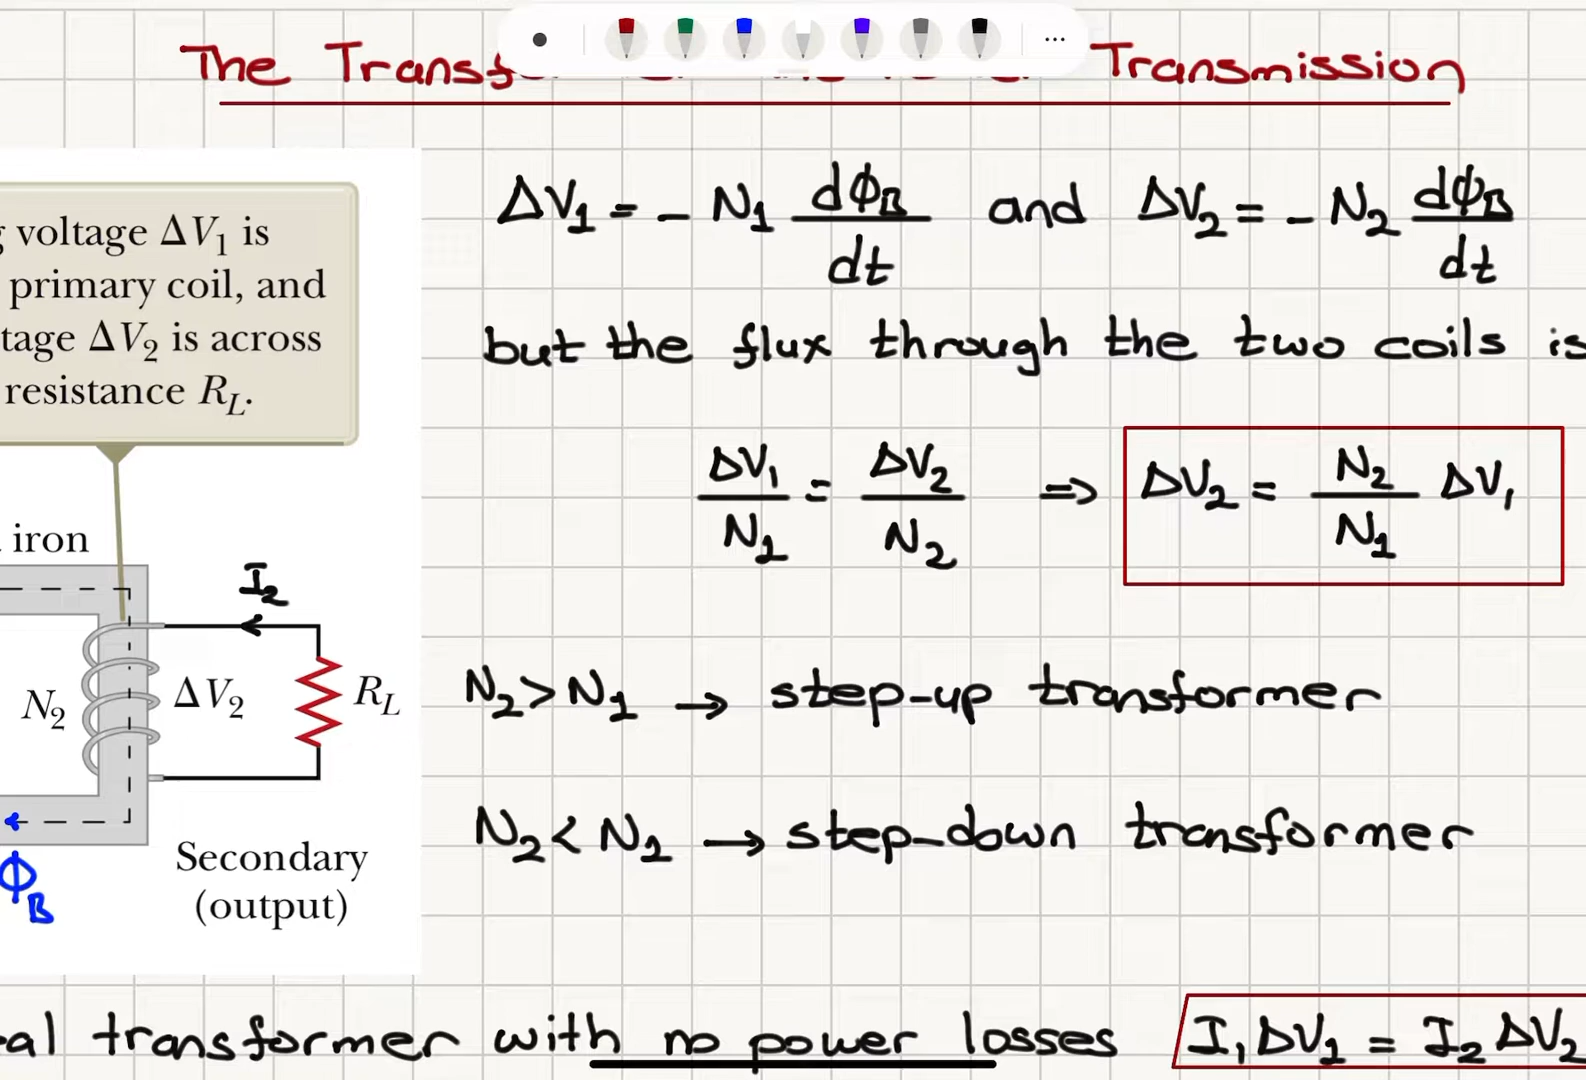 The Transf Transmission
voltage ΔV₁ is
primary coil, and
tage ΔV₂ is across
resistance R_L.
ΔV₁ = - N₁ dΦB/dt and ΔV₂ = - N₂ dΦB/dt
but the flux through the two coils is
ΔV₁/N₁ = ΔV₂/N₂ ⇒ ΔV₂ = N₂/N₁ ΔV₁
iron
I₂
N₂ ΔV₂ R_L
N₂ > N₁ → step-up transformer
N₂ < N₁ → step-down transformer
Φ_B
Secondary
(output)
al transformer with no power losses I₁ΔV₁ = I₂ΔV₂